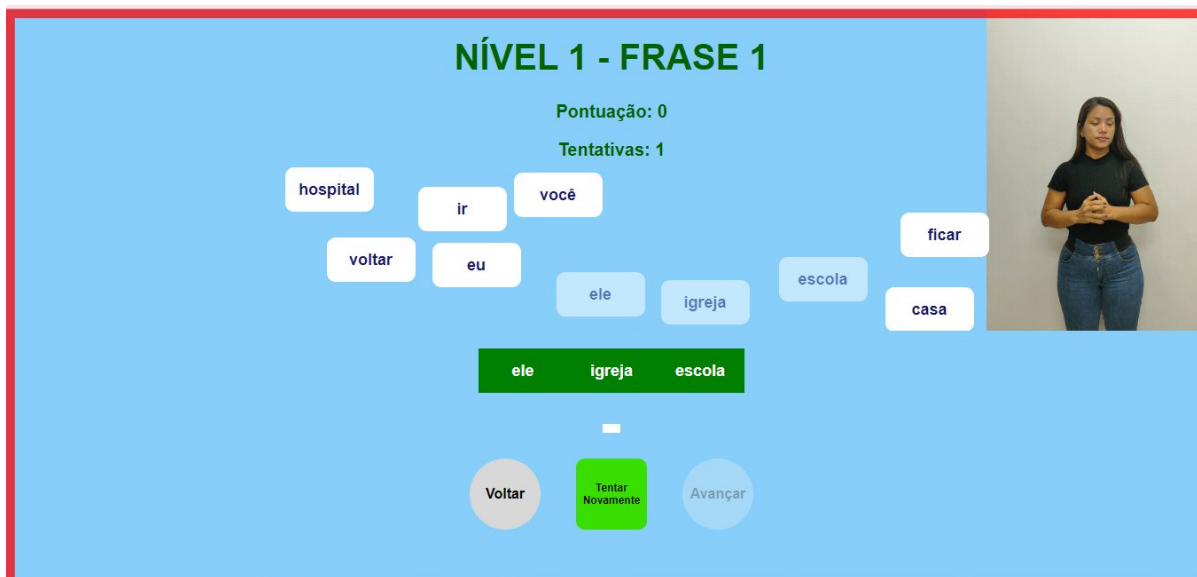 NÍVEL 1 - FRASE 1
Pontuação: 0
Tentativas: 1
hospital
ir
você
ficar
voltar
eu
ele
igreja
escola
casa
ele igreja escola
Voltar
Tentar
Novamente
Avançar